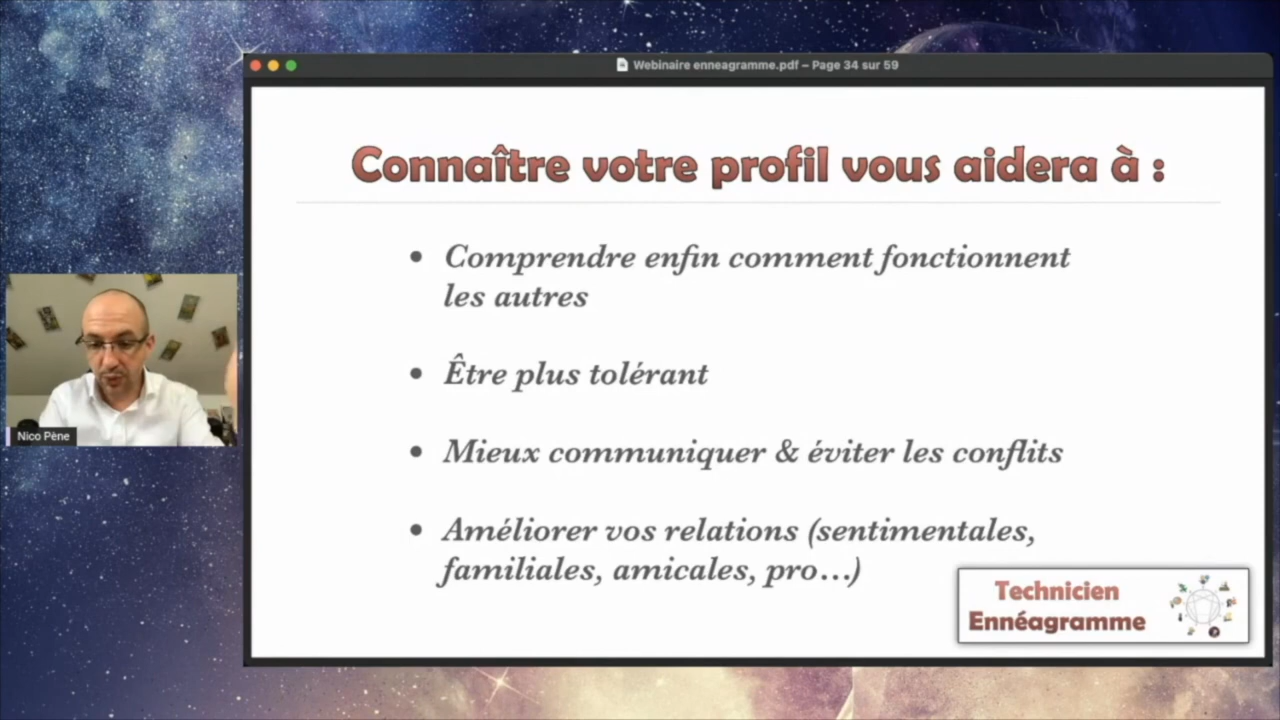 Webinaire enneagramme.pdf – Page 34 sur 59
Connaître votre profil vous aidera à :
• Comprendre enfin comment fonctionnent
les autres
• Être plus tolérant
• Mieux communiquer & éviter les conflits
• Améliorer vos relations (sentimentales,
familiales, amicales, pro…)
Technicien
Ennéagramme
Nico Pène